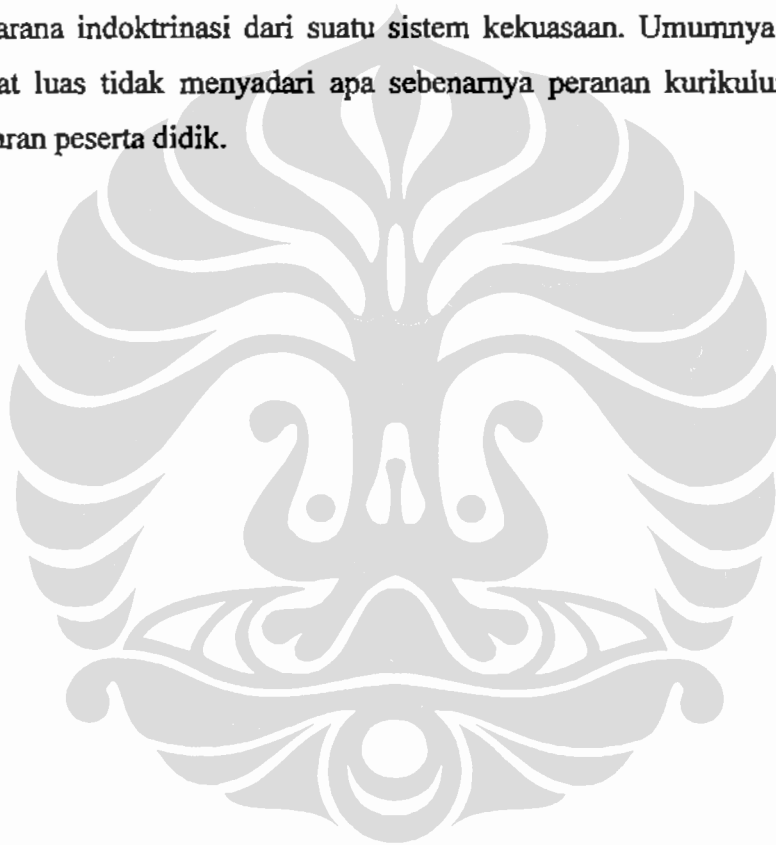 arana indoktrinasi dari suatu sistem kekuasaan. Umumnya
at luas tidak menyadari apa sebenarnya peranan kurikulu
aran peserta didik.